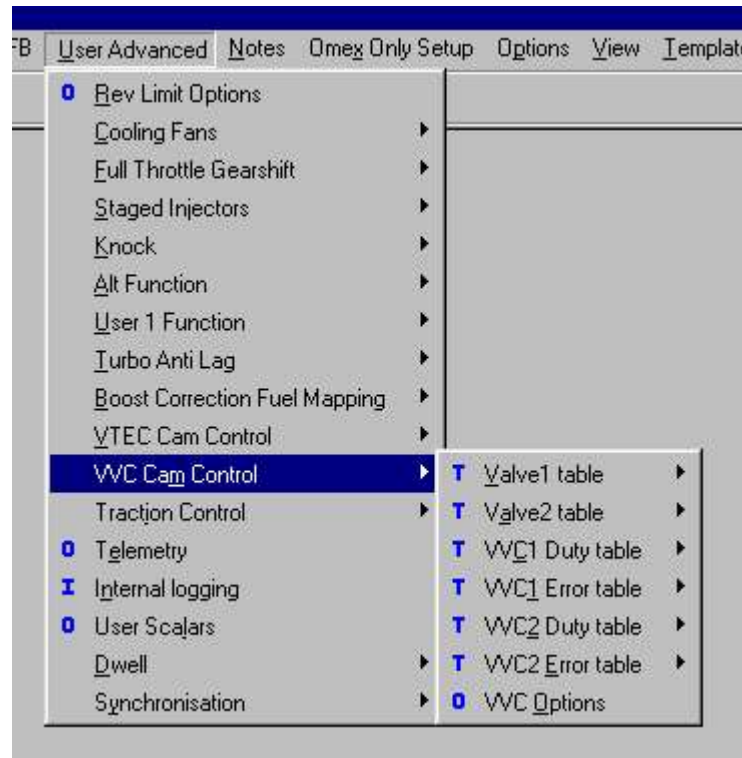 FB User Advanced Notes Omex Only Setup Options View Template
O Rev Limit Options
Cooling Fans
Full Throttle Gearshift
Staged Injectors
Knock
Alt Function
User 1 Function
Turbo Anti Lag
Boost Correction Fuel Mapping
VTEC Cam Control
VVC Cam Control
T Valve1 table
T Valve2 table
T VVC1 Duty table
T VVC1 Error table
T VVC2 Duty table
T VVC2 Error table
O VVC Options
Traction Control
O Telemetry
I Internal logging
O User Scalars
Dwell
Synchronisation